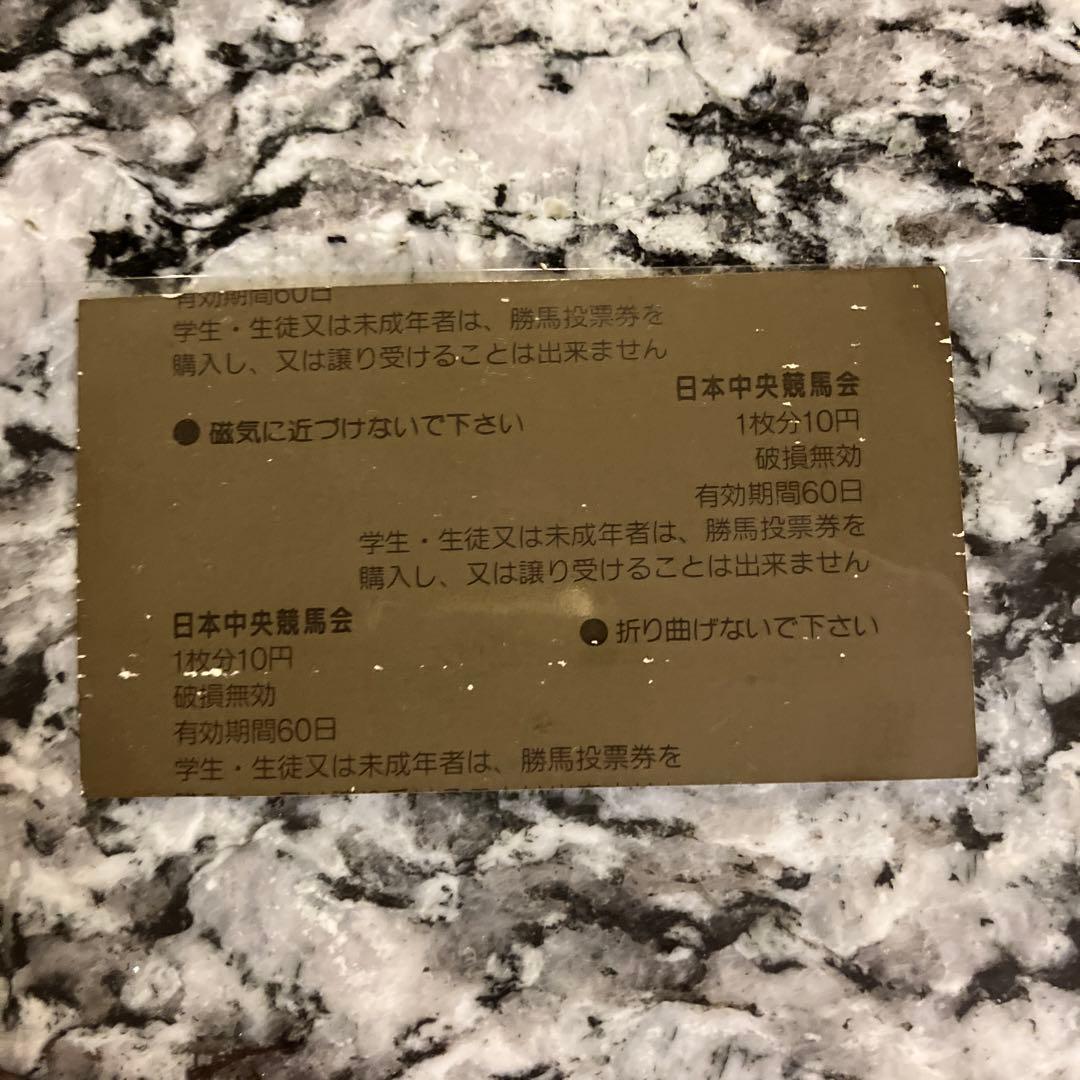 有効期間60日
学生・生徒又は未成年者は、勝馬投票券を
購入し、又は譲り受けることは出来ません
日本中央競馬会
●磁気に近づけないで下さい
1枚分10円
破損無効
有効期間60日
学生・生徒又は未成年者は、勝馬投票券を
購入し、又は譲り受けることは出来ません
日本中央競馬会
●折り曲げないで下さい
1枚分10円
破損無効
有効期間60日
学生・生徒又は未成年者は、勝馬投票券を